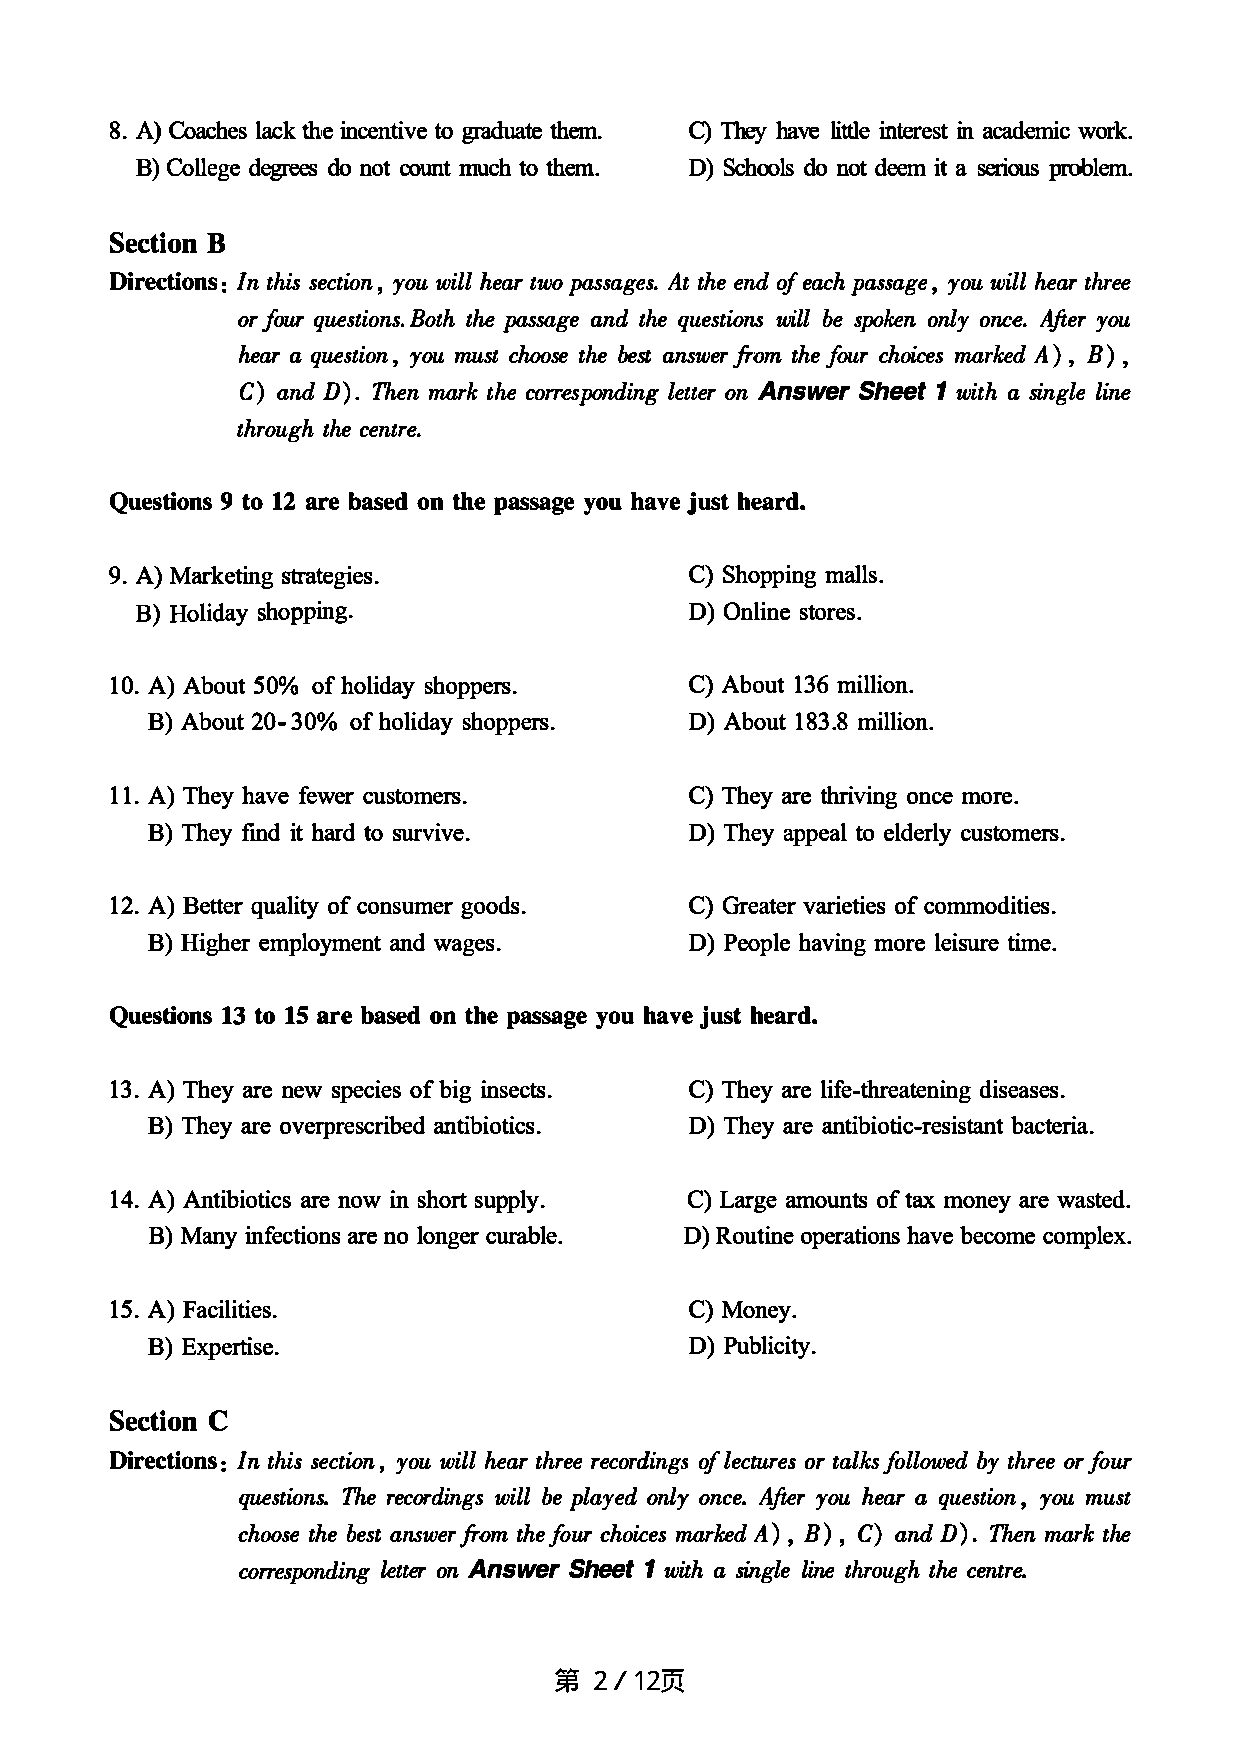 8. A) Coaches lack the incentive to graduate them. C) They have little interest in academic work.
B) College degrees do not count much to them. D) Schools do not deem it a serious problem.
Section B
Directions: In this section, you will hear two passages. At the end of each passage, you will hear three
or four questions. Both the passage and the questions will be spoken only once. After you
hear a question, you must choose the best answer from the four choices marked A), B),
C) and D). Then mark the corresponding letter on Answer Sheet 1 with a single line
through the centre.
Questions 9 to 12 are based on the passage you have just heard.
9. A) Marketing strategies. C) Shopping malls.
B) Holiday shopping. D) Online stores.
10. A) About 50% of holiday shoppers. C) About 136 million.
B) About 20-30% of holiday shoppers. D) About 183.8 million.
11. A) They have fewer customers. C) They are thriving once more.
B) They find it hard to survive. D) They appeal to elderly customers.
12. A) Better quality of consumer goods. C) Greater varieties of commodities.
B) Higher employment and wages. D) People having more leisure time.
Questions 13 to 15 are based on the passage you have just heard.
13. A) They are new species of big insects. C) They are life-threatening diseases.
B) They are overprescribed antibiotics. D) They are antibiotic-resistant bacteria.
14. A) Antibiotics are now in short supply. C) Large amounts of tax money are wasted.
B) Many infections are no longer curable. D) Routine operations have become complex.
15. A) Facilities. C) Money.
B) Expertise. D) Publicity.
Section C
Directions: In this section, you will hear three recordings of lectures or talks followed by three or four
questions. The recordings will be played only once. After you hear a question, you must
choose the best answer from the four choices marked A), B), C) and D). Then mark the
corresponding letter on Answer Sheet 1 with a single line through the centre.
第 2 / 12页